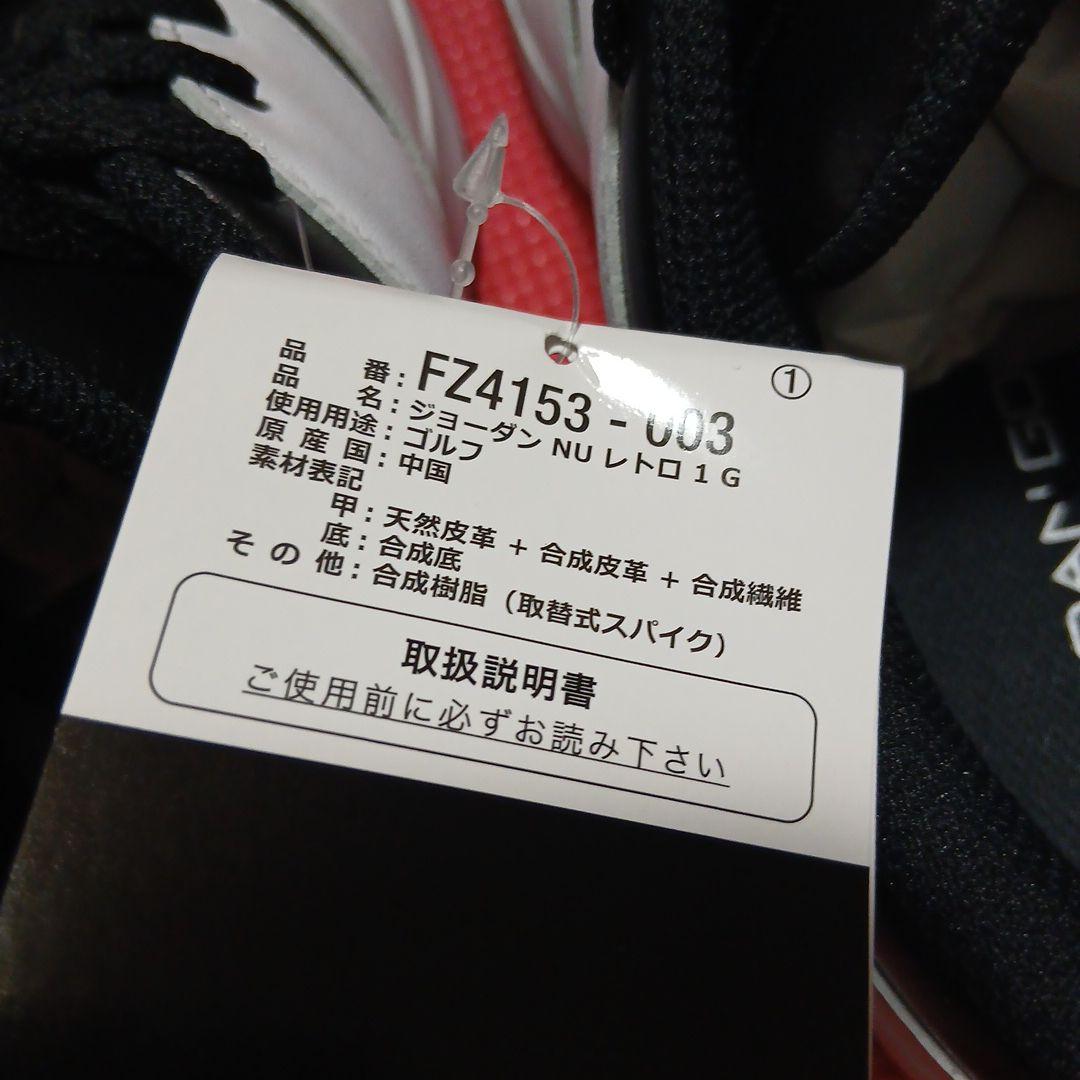 ①
品番：FZ4153 - 003
品名：ジョーダン NU レトロ 1 G
使用用途：ゴルフ
原産国：中国
素材表記
甲：天然皮革 + 合成皮革 + 合成繊維
底：合成底
その他：合成樹脂（取替式スパイク）
取扱説明書
ご使用前に必ずお読み下さい